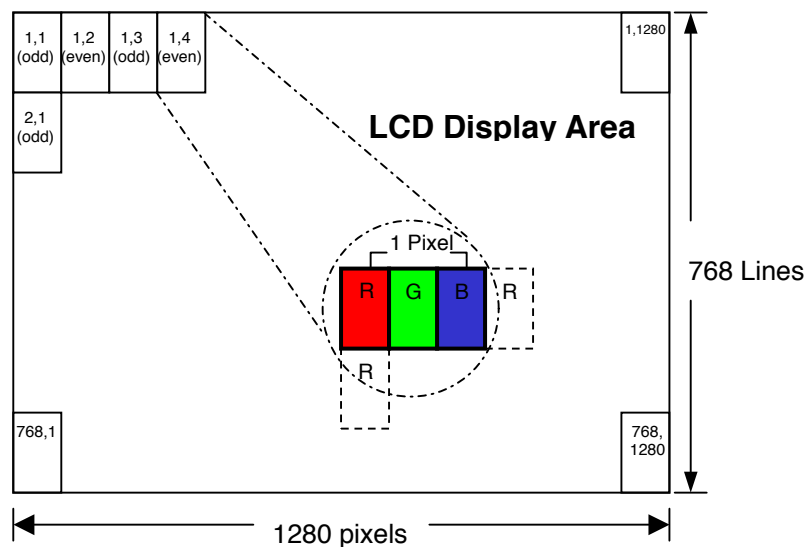 1,1
(odd)
1,2
(even)
1,3
(odd)
1,4
(even)
1,1280
2,1
(odd)
LCD Display Area
1 Pixel
R
G
B
R
R
768 Lines
768,1
768,
1280
1280 pixels